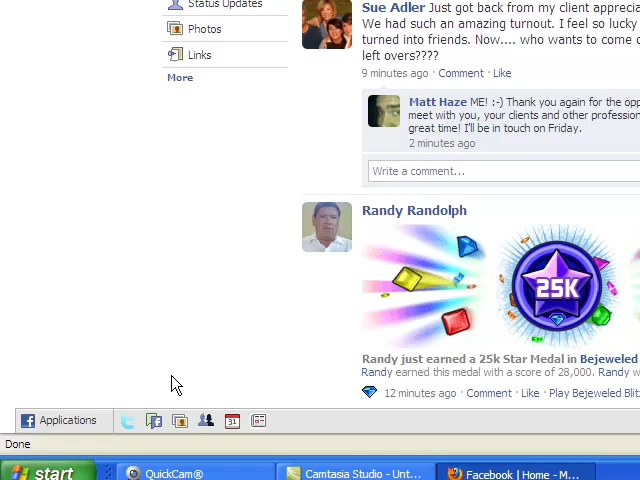 Status Updates
Photos
Links
More
Sue Adler Just got back from my client apprecia
We had such an amazing turnout. I feel so lucky
turned into friends. Now.... who wants to come o
left overs????
9 minutes ago · Comment · Like
Matt Haze ME! :-) Thank you again for the opp
meet with you, your clients and other profession
great time! I'll be in touch on Friday.
2 minutes ago
Write a comment...
Randy Randolph
25K
Randy just earned a 25k Star Medal in Bejeweled
Randy earned this medal with a score of 28,000. Randy w
12 minutes ago · Comment · Like · Play Bejeweled Blitz
Applications
31
Done
start
QuickCam®
Camtasia Studio - Unt...
Facebook | Home - M...